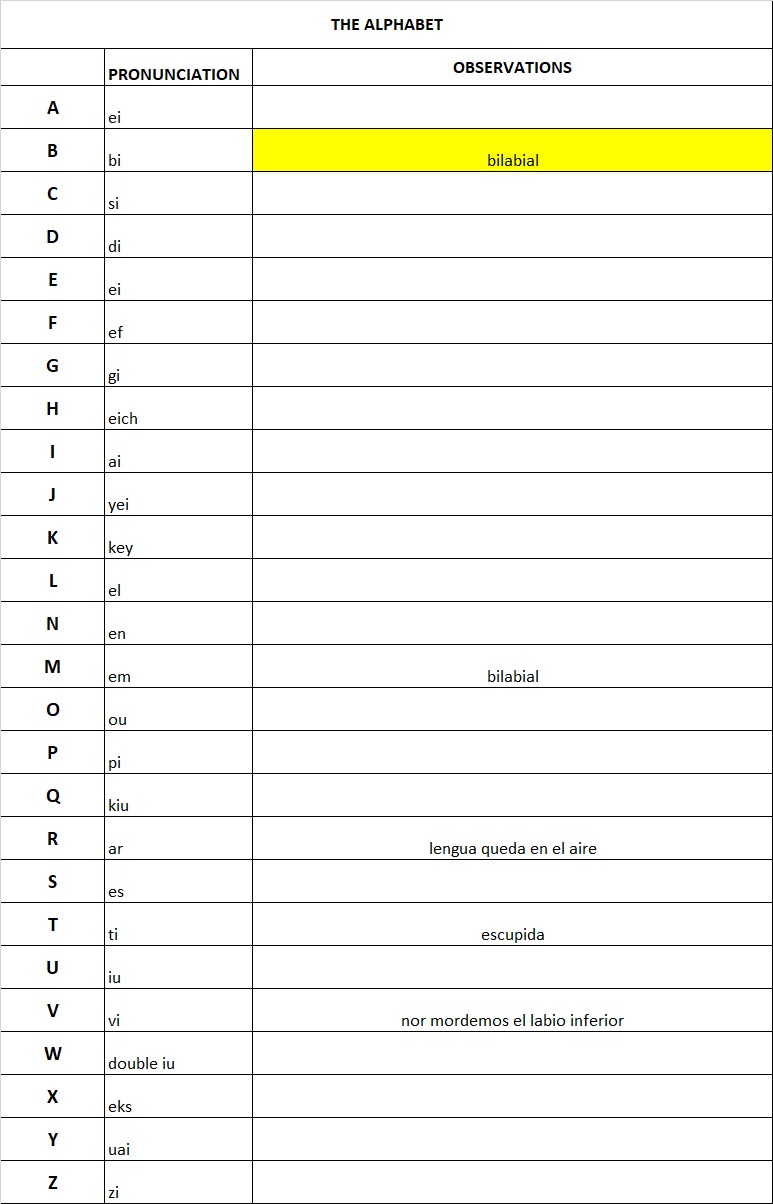 THE ALPHABET
PRONUNCIATION OBSERVATIONS
A ei
B bi bilabial
C si
D di
E ei
F ef
G gi
H eich
I ai
J yei
K key
L el
N en
M em bilabial
O ou
P pi
Q kiu
R ar lengua queda en el aire
S es
T ti escupida
U iu
V vi nor mordemos el labio inferior
W double iu
X eks
Y uai
Z zi